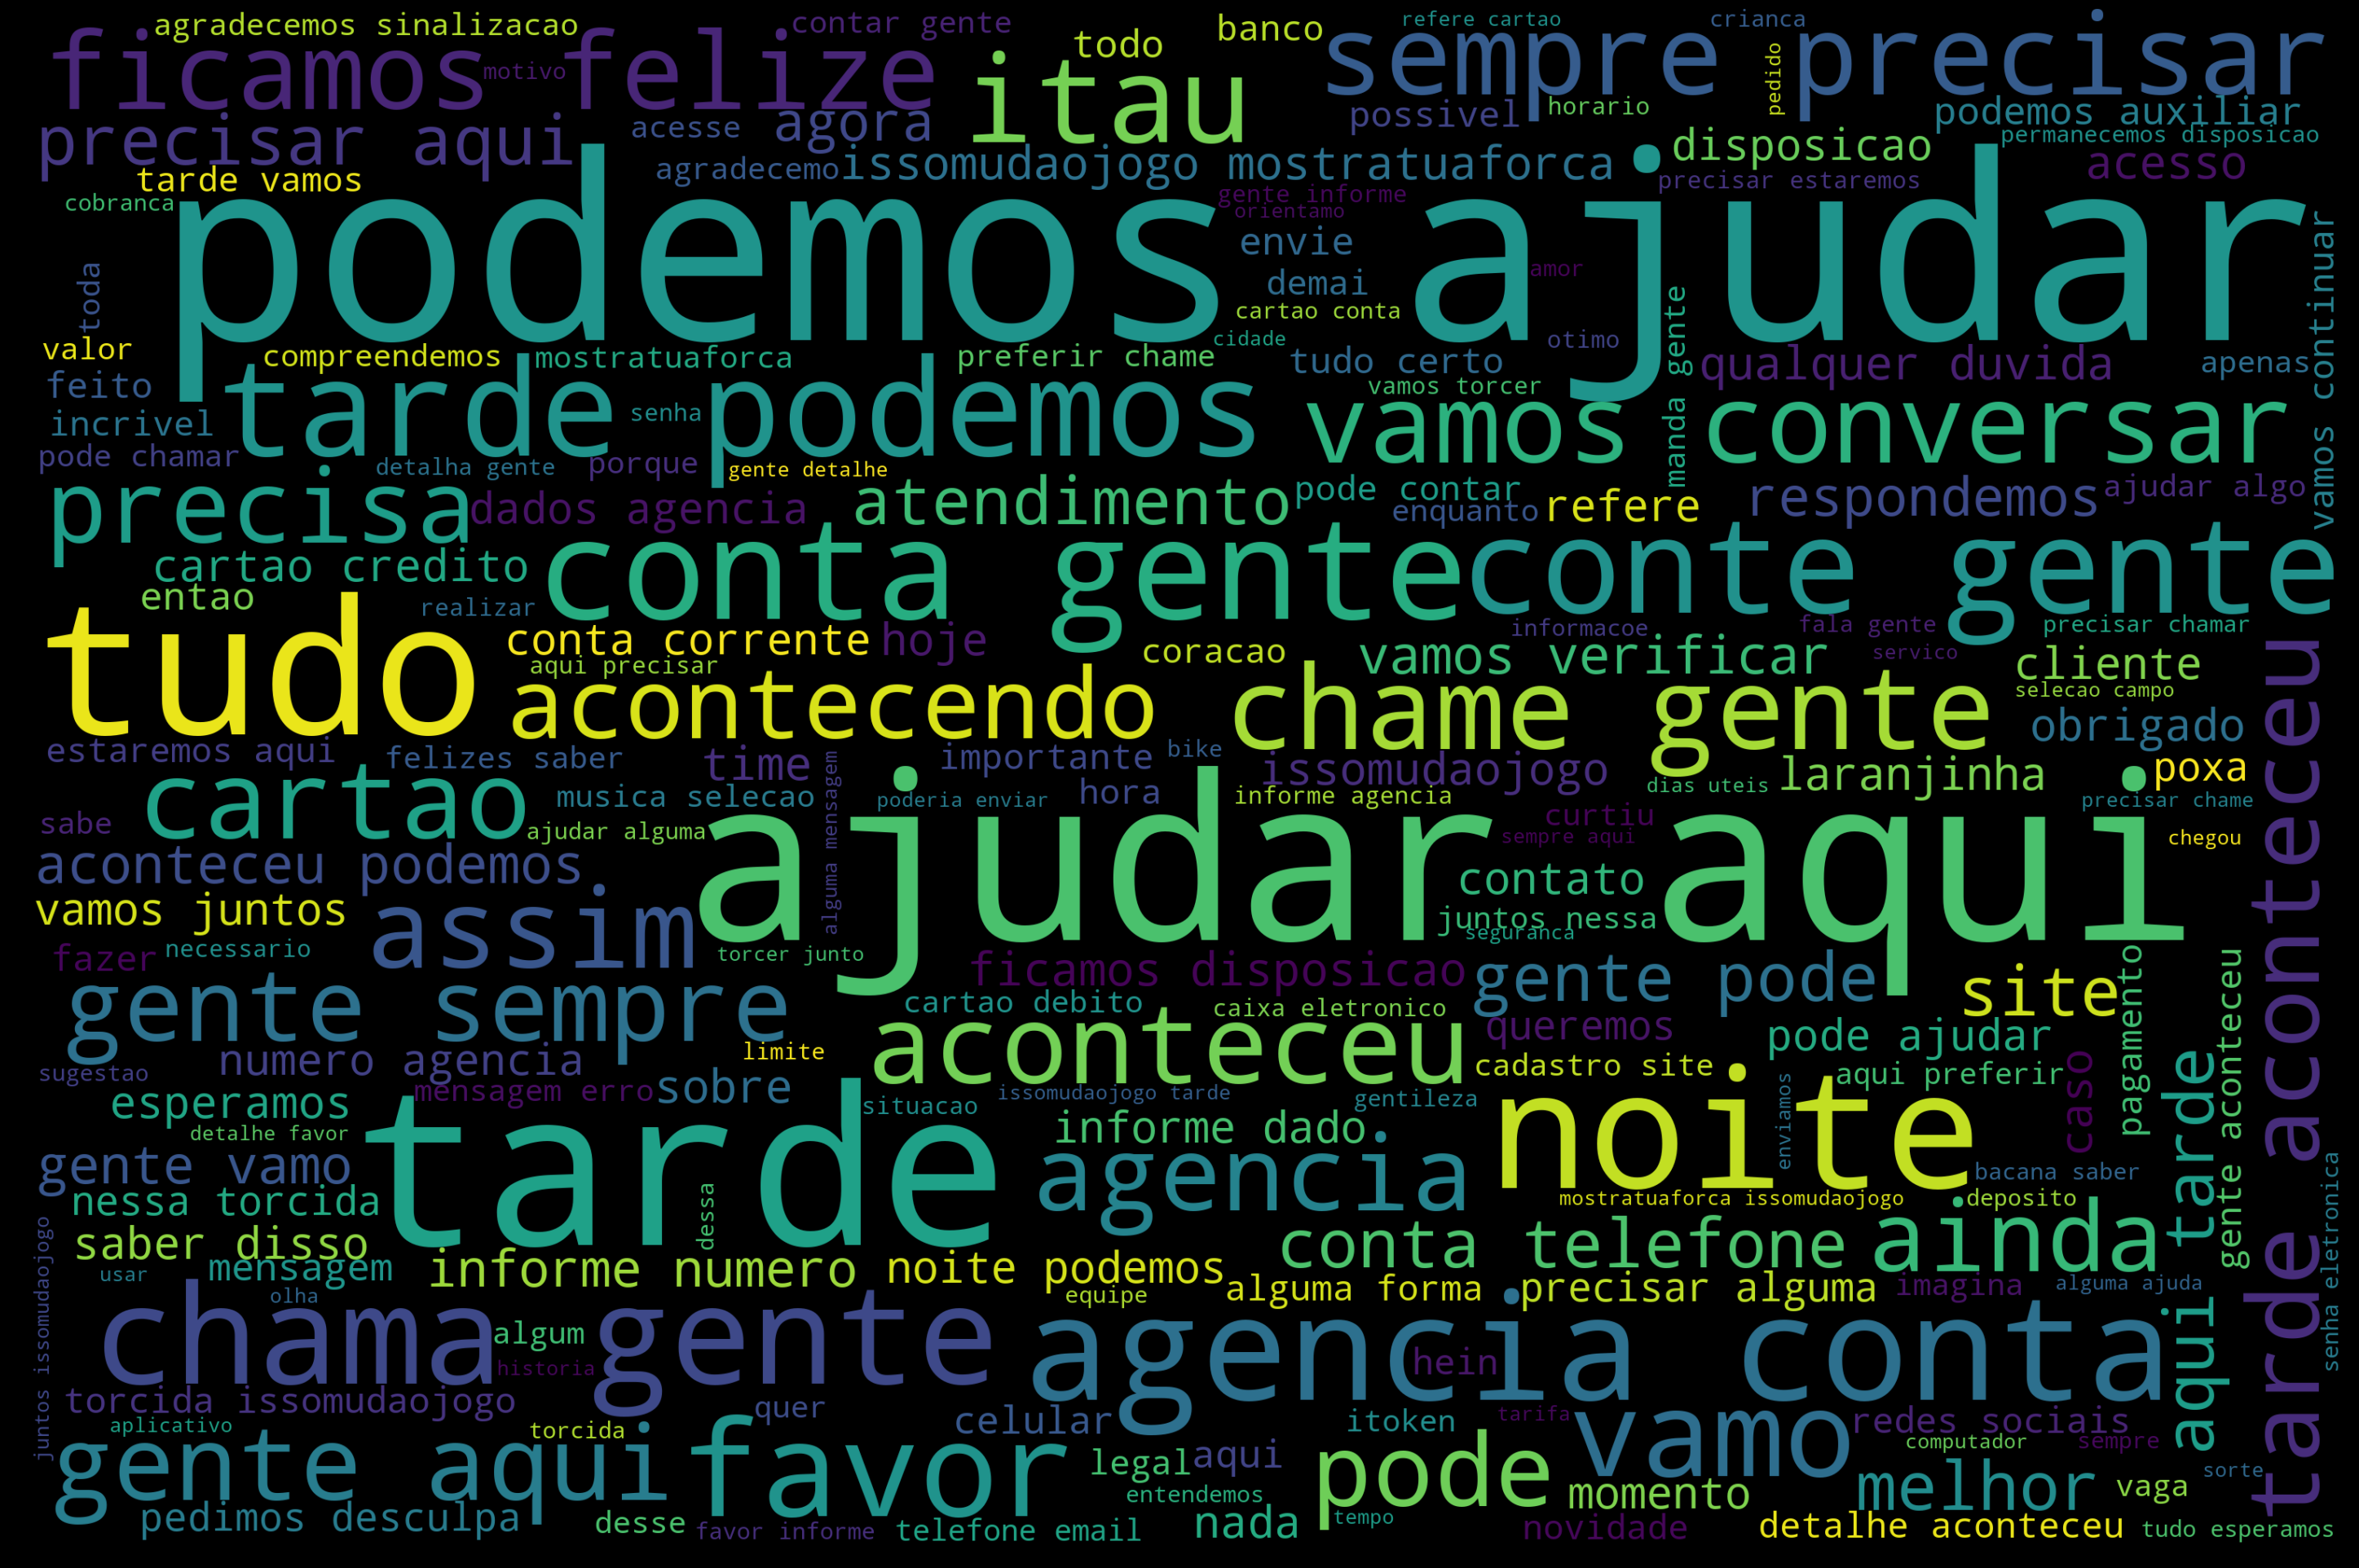 agradecemos sinalizacao
contar gente
refere cartao
crianca
ficamos felize
motivo
todo
banco
sempre precisar
pedido
itau
precisar aqui
acesse
agora
possivel
horario
podemos auxiliar
tarde vamos
agradecemo
issomudaojogo mostratuaforca
disposicao
permanecemos disposicao
acesso
cobranca
gente informe
orientamo
precisar estaremos
podemos ajudar
envie
toda
demai
amor
cartao conta
vamos continuar
valor
compreendemos
mostratuaforca
preferir chame
cidade
tudo certo
otimo
manda gente
qualquer duvida
apenas
feito
tarde podemos
vamos torcer
incrivel
senha
vamos conversar
pode chamar
detalha gente
porque
gente detalhe
precisa
dados agencia
atendimento
pode contar
enquanto
refere
respondemos
ajudar algo
cartao credito
conta gente
conte gente
entao
realizar
tudo
conta corrente
hoje
informacoe
fala gente
precisar chamar
aqui precisar
coracao
vamos verificar
servico
cliente
selecao campo
acontecendo
chame gente
obrigado
tarde aconteceu
estaremos aqui
felizes saber
time
importante
bike
issomudaojogo
dias uteis
laranjinha
poxa
cartao
musica selecao
alguma mensagem
poderia enviar
hora
informe agencia
precisar chame
sabe
ajudar alguma
ajudar aqui
curtiu
sempre aqui
chegou
aconteceu podemos
contato
vamos juntos
assim
juntos nessa
seguranca
fazer
necessario
torcer junto
ficamos disposicao
gente pode
site
pagamento
gente aconteceu
gente sempre
cartao debito
caixa eletronico
aconteceu
queremos
pode ajudar
numero agencia
limite
cadastro site
aqui preferir
caso
aqui tarde
sugestao
mensagem erro
sobre
issomudaojogo tarde
gentileza
enviamos
noite
esperamos
tarde
situacao
detalhe favor
informe dado
gente vamo
agencia
bacana saber
senha eletronica
nessa torcida
dessa
mostratuaforca issomudaojogo
deposito
saber disso
conta telefone
ainda
juntos issomudaojogo
usar
mensagem
informe numero
noite podemos
alguma forma
precisar alguma
imagina
alguma ajuda
olha
equipe
chama gente
algum
agencia conta
historia
hein
torcida issomudaojogo
quer
celular
itoken
tarifa
vamo
redes sociais
aplicativo
torcida
gente aqui
favor
legal
aqui
pode
computador
sempre
entendemos
momento
melhor
vaga
sorte
pedimos desculpa
desse
favor informe
telefone email
nada
tempo
novidade
detalhe aconteceu
tudo esperamos